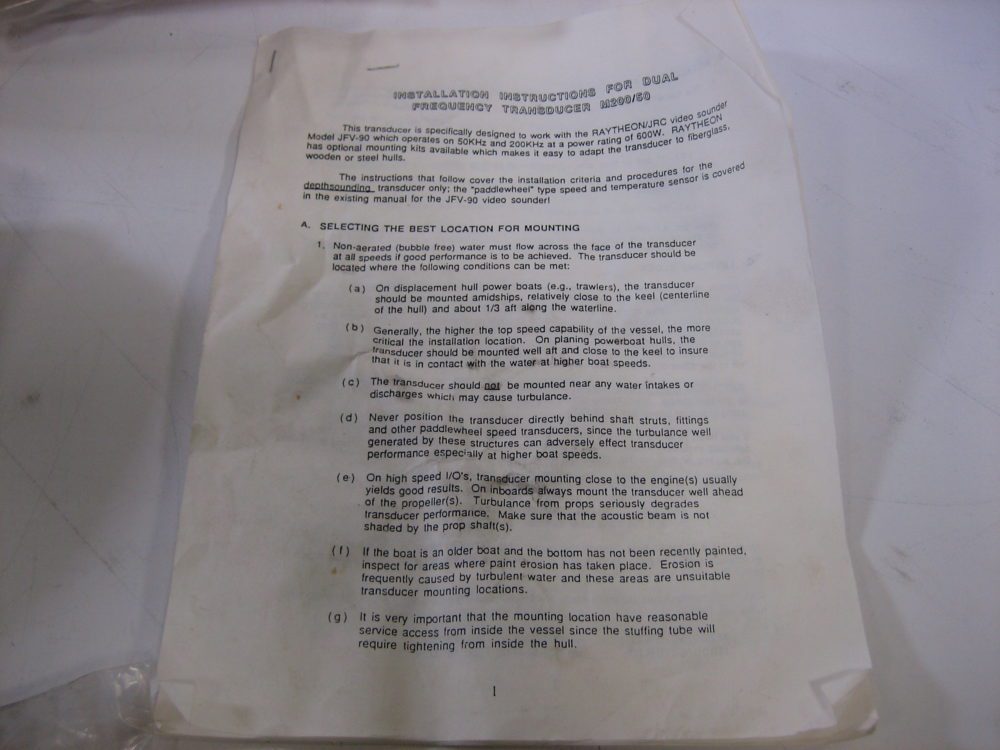 INSTALLATION INSTRUCTIONS FOR DUAL
FREQUENCY TRANSDUCER M200/50
This transducer is specifically designed to work with the RAYTHEON/JRC video sounder
Model JFV-90 which operates on 50KHz and 200KHz at a power rating of 600W. RAYTHEON
has optional mounting kits available which makes it easy to adapt the transducer to fiberglass,
wooden or steel hulls.
The instructions that follow cover the installation criteria and procedures for the
depthsounding transducer only; the "paddlewheel" type speed and temperature sensor is covered
in the existing manual for the JFV-90 video sounder!
A. SELECTING THE BEST LOCATION FOR MOUNTING
1. Non-aerated (bubble free) water must flow across the face of the transducer
at all speeds if good performance is to be achieved. The transducer should be
located where the following conditions can be met:
(a) On displacement hull power boats (e.g., trawlers), the transducer
should be mounted amidships, relatively close to the keel (centerline
of the hull) and about 1/3 aft along the waterline.
(b) Generally, the higher the top speed capability of the vessel, the more
critical the installation location. On planing powerboat hulls, the
transducer should be mounted well aft and close to the keel to insure
that it is in contact with the water at higher boat speeds.
(c) The transducer should not be mounted near any water intakes or
discharges which may cause turbulance.
(d) Never position the transducer directly behind shaft struts, fittings
and other paddlewheel speed transducers, since the turbulance well
generated by these structures can adversely effect transducer
performance especially at higher boat speeds.
(e) On high speed I/O's, transducer mounting close to the engine(s) usually
yields good results. On inboards always mount the transducer well ahead
of the propeller(s). Turbulance from props seriously degrades
transducer performance. Make sure that the acoustic beam is not
shaded by the prop shaft(s).
(f) If the boat is an older boat and the bottom has not been recently painted,
inspect for areas where paint erosion has taken place. Erosion is
frequently caused by turbulent water and these areas are unsuitable
transducer mounting locations.
(g) It is very important that the mounting location have reasonable
service access from inside the vessel since the stuffing tube will
require tightening from inside the hull.
1